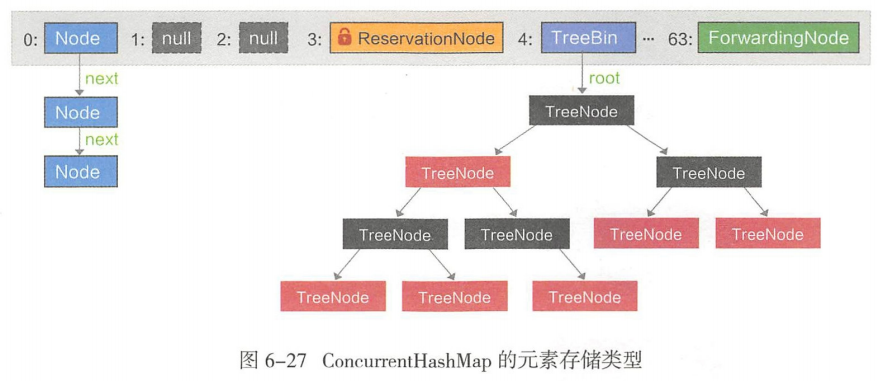 0: Node 1: null 2: null 3: ReservationNode 4: TreeBin ... 63: ForwardingNode
next root
Node TreeNode
next
Node TreeNode TreeNode
TreeNode TreeNode TreeNode TreeNode
TreeNode TreeNode TreeNode
图 6-27 ConcurrentHashMap 的元素存储类型